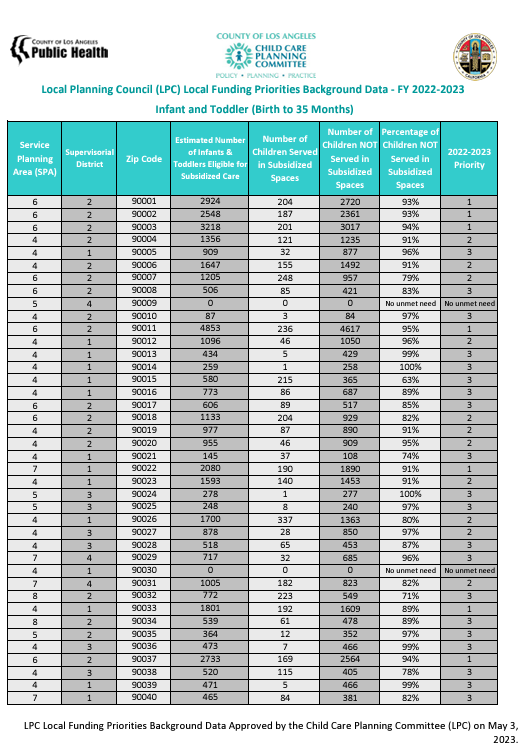 COUNTY OF LOS ANGELES
Public Health
COUNTY OF LOS ANGELES
CHILD CARE
PLANNING
COMMITTEE
POLICY • PLANNING • PRACTICE
Local Planning Council (LPC) Local Funding Priorities Background Data - FY 2022-2023
Infant and Toddler (Birth to 35 Months)
Service Planning Area (SPA) Supervisorial District Zip Code Estimated Number of Infants & Toddlers Eligible for Subsidized Care Number of Children Served in Subsidized Spaces Number of Children NOT Served in Subsidized Spaces Percentage of Children NOT Served in Subsidized Spaces 2022-2023 Priority
6 2 90001 2924 204 2720 93% 1
6 2 90002 2548 187 2361 93% 1
6 2 90003 3218 201 3017 94% 1
4 2 90004 1356 121 1235 91% 2
4 1 90005 909 32 877 96% 3
4 2 90006 1647 155 1492 91% 2
6 2 90007 1205 248 957 79% 2
6 2 90008 506 85 421 83% 3
5 4 90009 0 0 0 No unmet need No unmet need
4 2 90010 87 3 84 97% 3
6 2 90011 4853 236 4617 95% 1
4 1 90012 1096 46 1050 96% 2
4 1 90013 434 5 429 99% 3
4 1 90014 259 1 258 100% 3
4 1 90015 580 215 365 63% 3
4 1 90016 773 86 687 89% 3
6 2 90017 606 89 517 85% 3
6 2 90018 1133 204 929 82% 2
4 2 90019 977 87 890 91% 2
4 2 90020 955 46 909 95% 2
4 1 90021 145 37 108 74% 3
7 1 90022 2080 190 1890 91% 1
4 1 90023 1593 140 1453 91% 2
5 3 90024 278 1 277 100% 3
5 3 90025 248 8 240 97% 3
4 1 90026 1700 337 1363 80% 2
4 3 90027 878 28 850 97% 2
4 3 90028 518 65 453 87% 3
7 4 90029 717 32 685 96% 3
4 1 90030 0 0 0 No unmet need No unmet need
7 4 90031 1005 182 823 82% 2
8 2 90032 772 223 549 71% 3
4 1 90033 1801 192 1609 89% 1
8 2 90034 539 61 478 89% 3
5 2 90035 364 12 352 97% 3
4 3 90036 473 7 466 99% 3
6 2 90037 2733 169 2564 94% 1
4 3 90038 520 115 405 78% 3
4 1 90039 471 5 466 99% 3
7 1 90040 465 84 381 82% 3
LPC Local Funding Priorities Background Data Approved by the Child Care Planning Committee (LPC) on May 3,
2023.